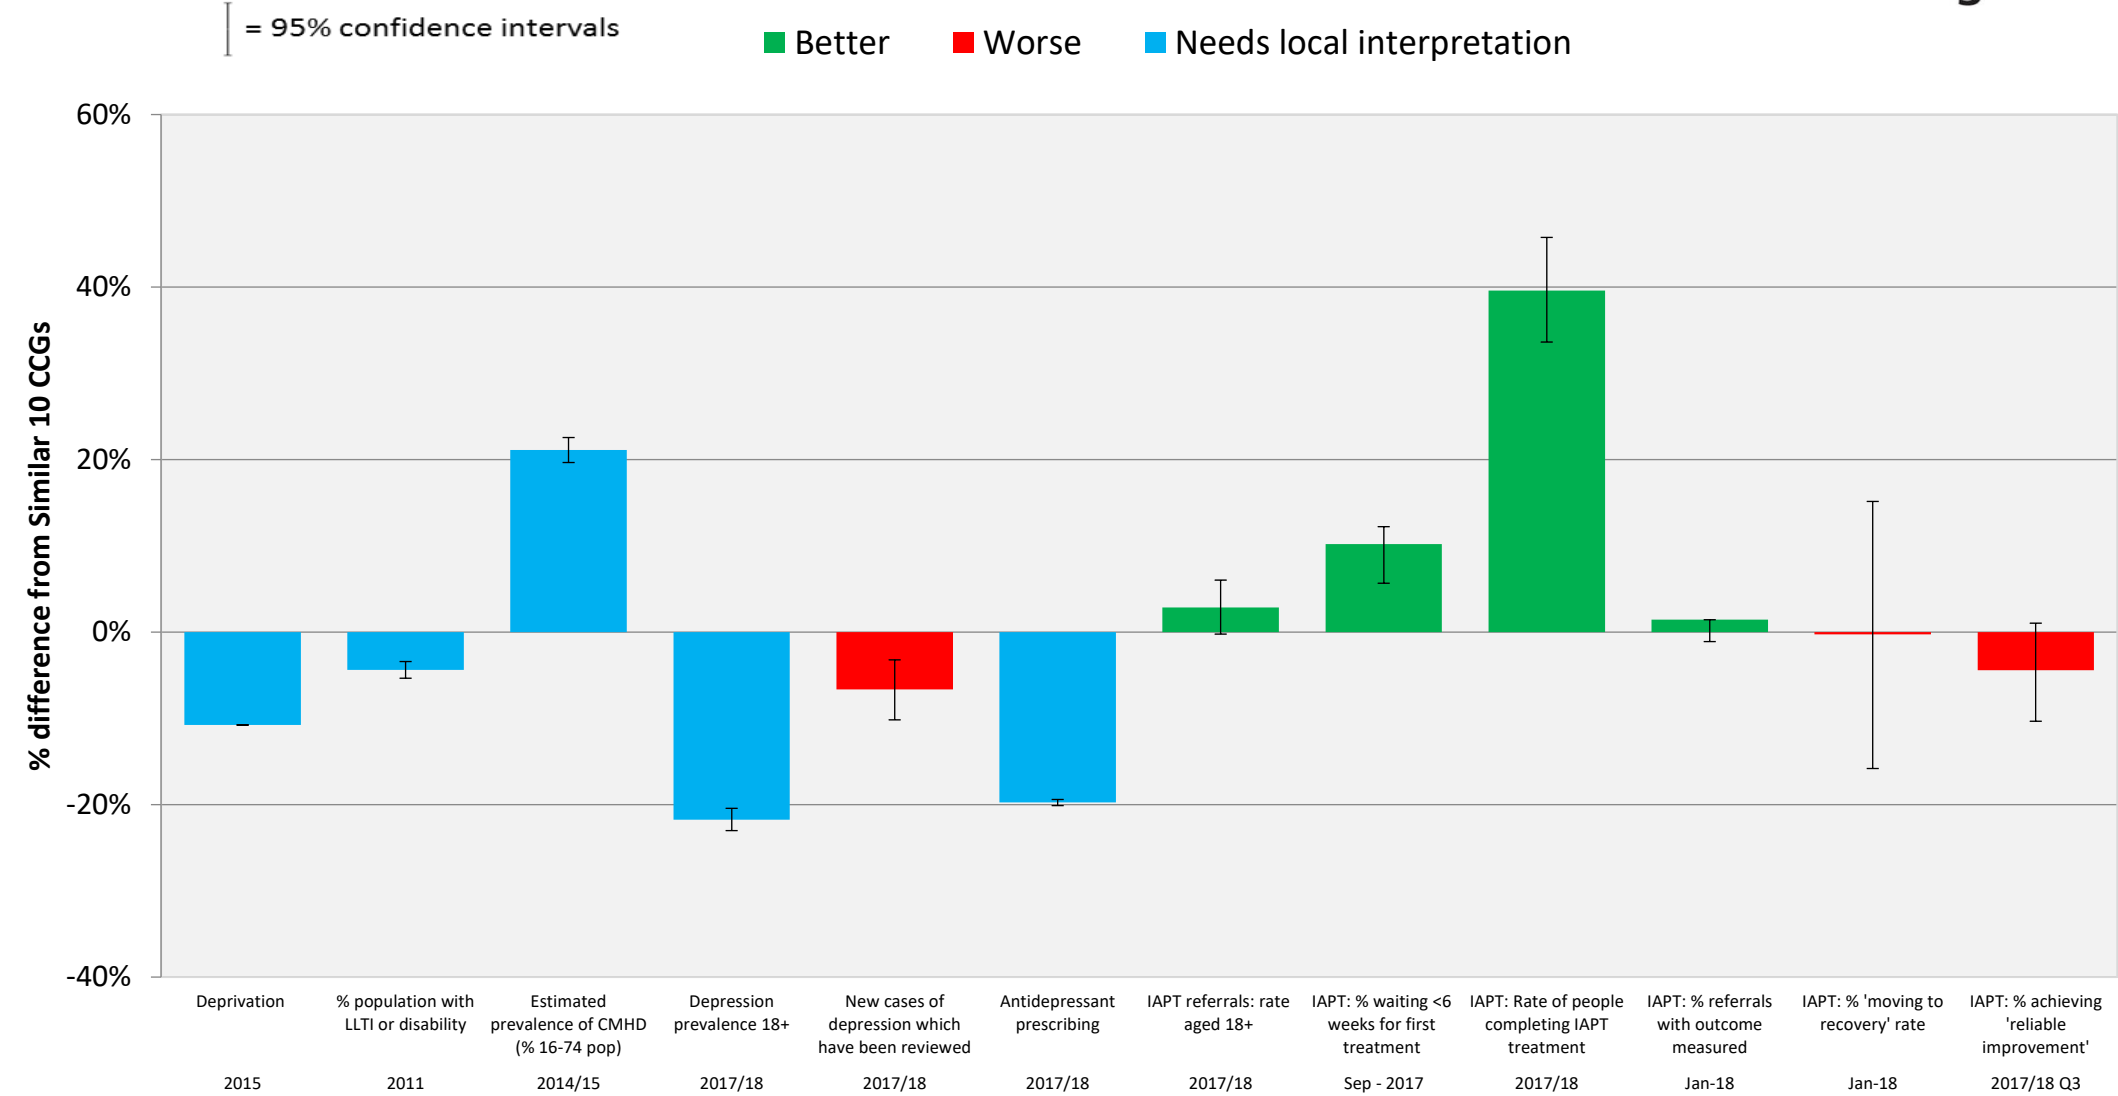 = 95% confidence intervals
Better
Worse
Needs local interpretation
60%
40%
20%
0%
-20%
-40%
% difference from Similar 10 CCGs
Deprivation
2015
% population with
LLTI or disability
2011
Estimated
prevalence of CMHD
(% 16-74 pop)
2014/15
Depression
prevalence 18+
2017/18
New cases of
depression which
have been reviewed
2017/18
Antidepressant
prescribing
2017/18
IAPT referrals: rate
aged 18+
2017/18
IAPT: % waiting <6
weeks for first
treatment
Sep - 2017
IAPT: Rate of people
completing IAPT
treatment
2017/18
IAPT: % referrals
with outcome
measured
Jan-18
IAPT: % 'moving to
recovery' rate
Jan-18
IAPT: % achieving
'reliable
improvement'
2017/18 Q3